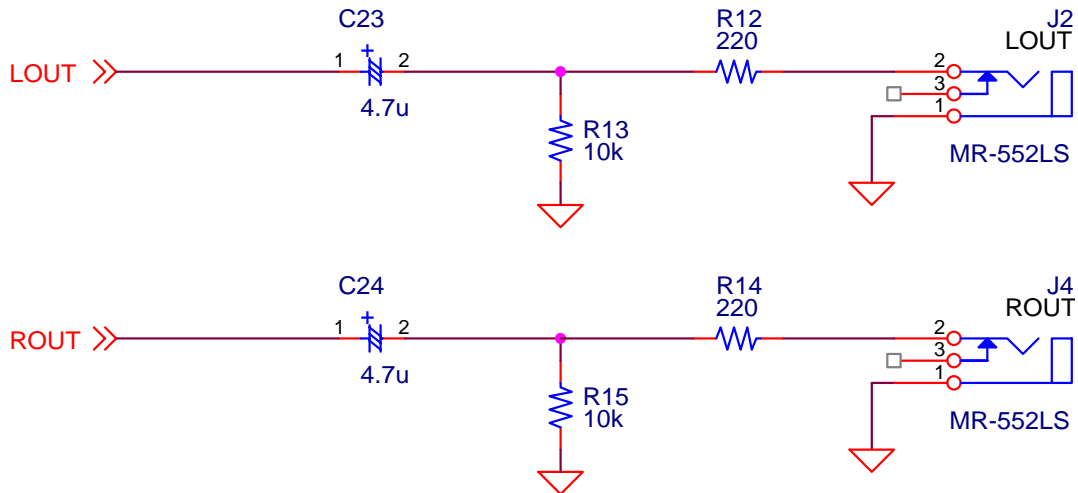 C23
R12
220
J2
LOUT
LOUT
1
+
2
2
3
1
4.7u
R13
10k
MR-552LS
C24
R14
220
J4
ROUT
ROUT
1
+
2
2
3
1
4.7u
R15
10k
MR-552LS